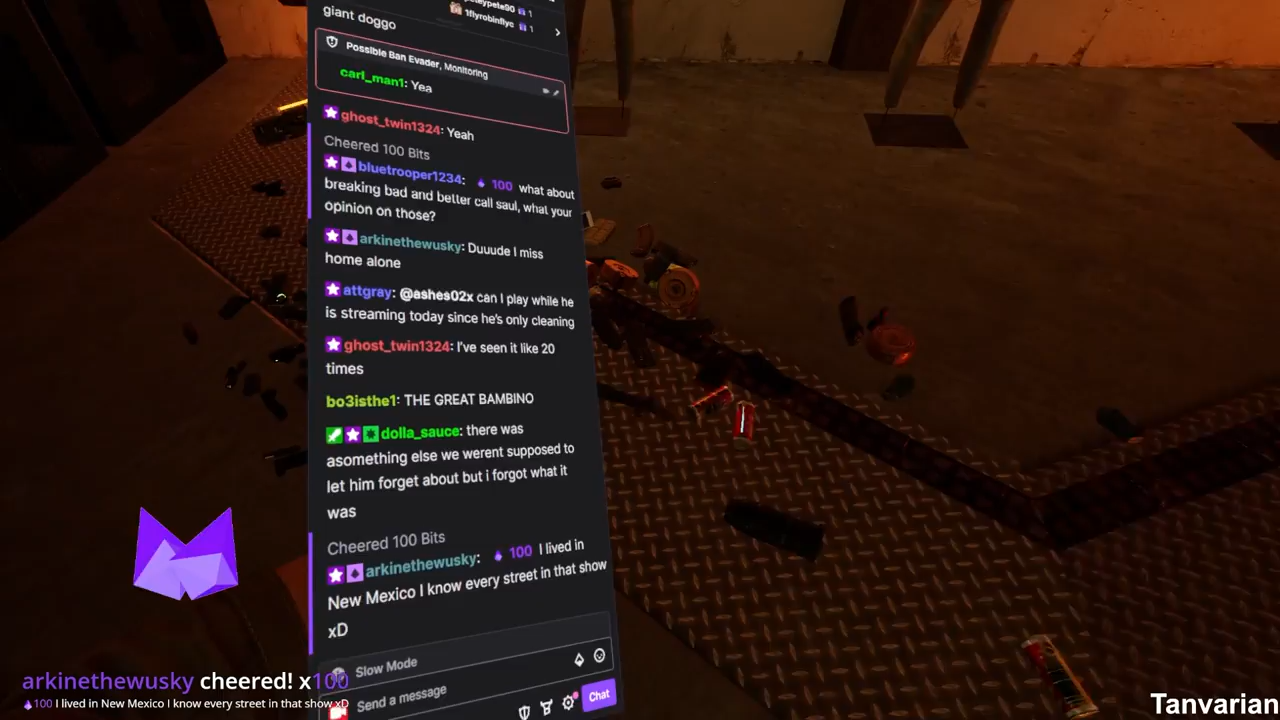 1flyrobinflyc 1
giant doggo
Possible Ban Evader, Monitoring
carl_man1: Yea
ghost_twin1324: Yeah
Cheered 100 Bits
bluetrooper1234: 100 what about
breaking bad and better call saul, what your
opinion on those?
arkinethewusky: Duuude I miss
home alone
attgray: @ashes02x can I play while he
is streaming today since he's only cleaning
ghost_twin1324: I've seen it like 20
times
bo3isthe1: THE GREAT BAMBINO
dolla_sauce: there was
asomething else we werent supposed to
let him forget about but i forgot what it
was
Cheered 100 Bits
arkinethewusky: 100 I lived in
New Mexico I know every street in that show
xD
Slow Mode
Send a message
Chat
arkinethewusky cheered! x100
100 I lived in New Mexico I know every street in that show xD
Tanvarian